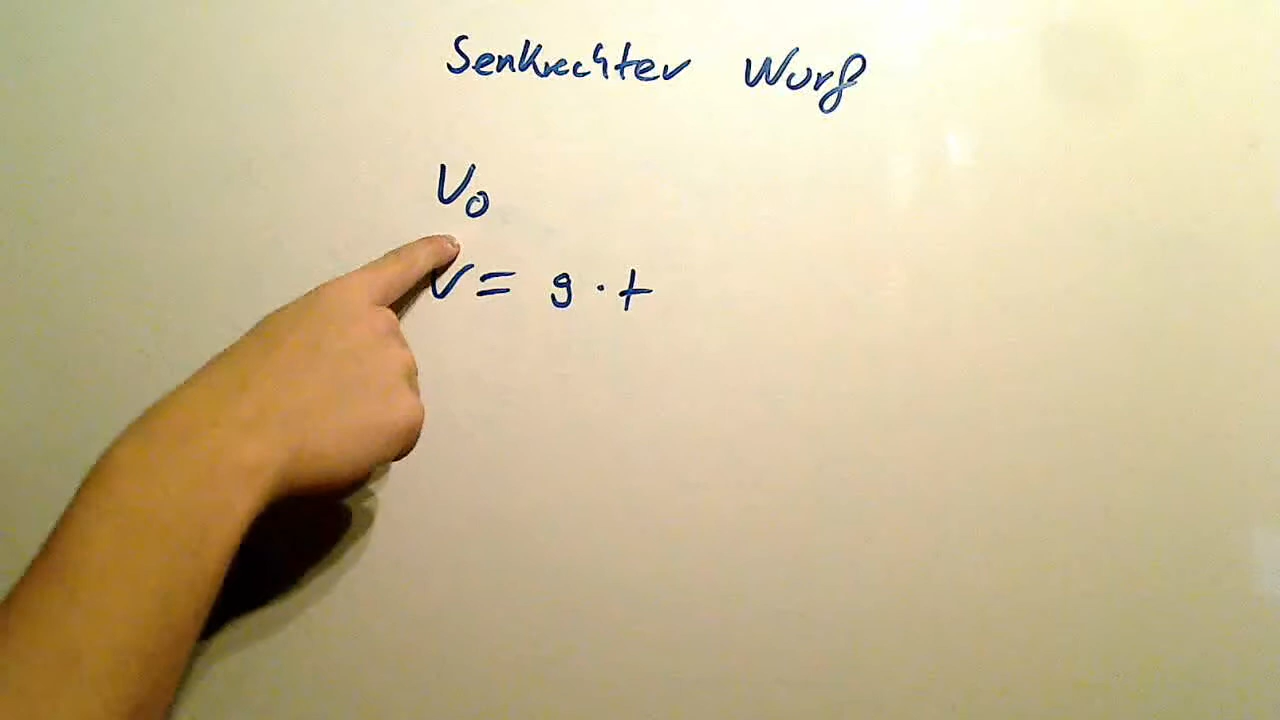 Senkrechter Wurf
V₀
V = g · t